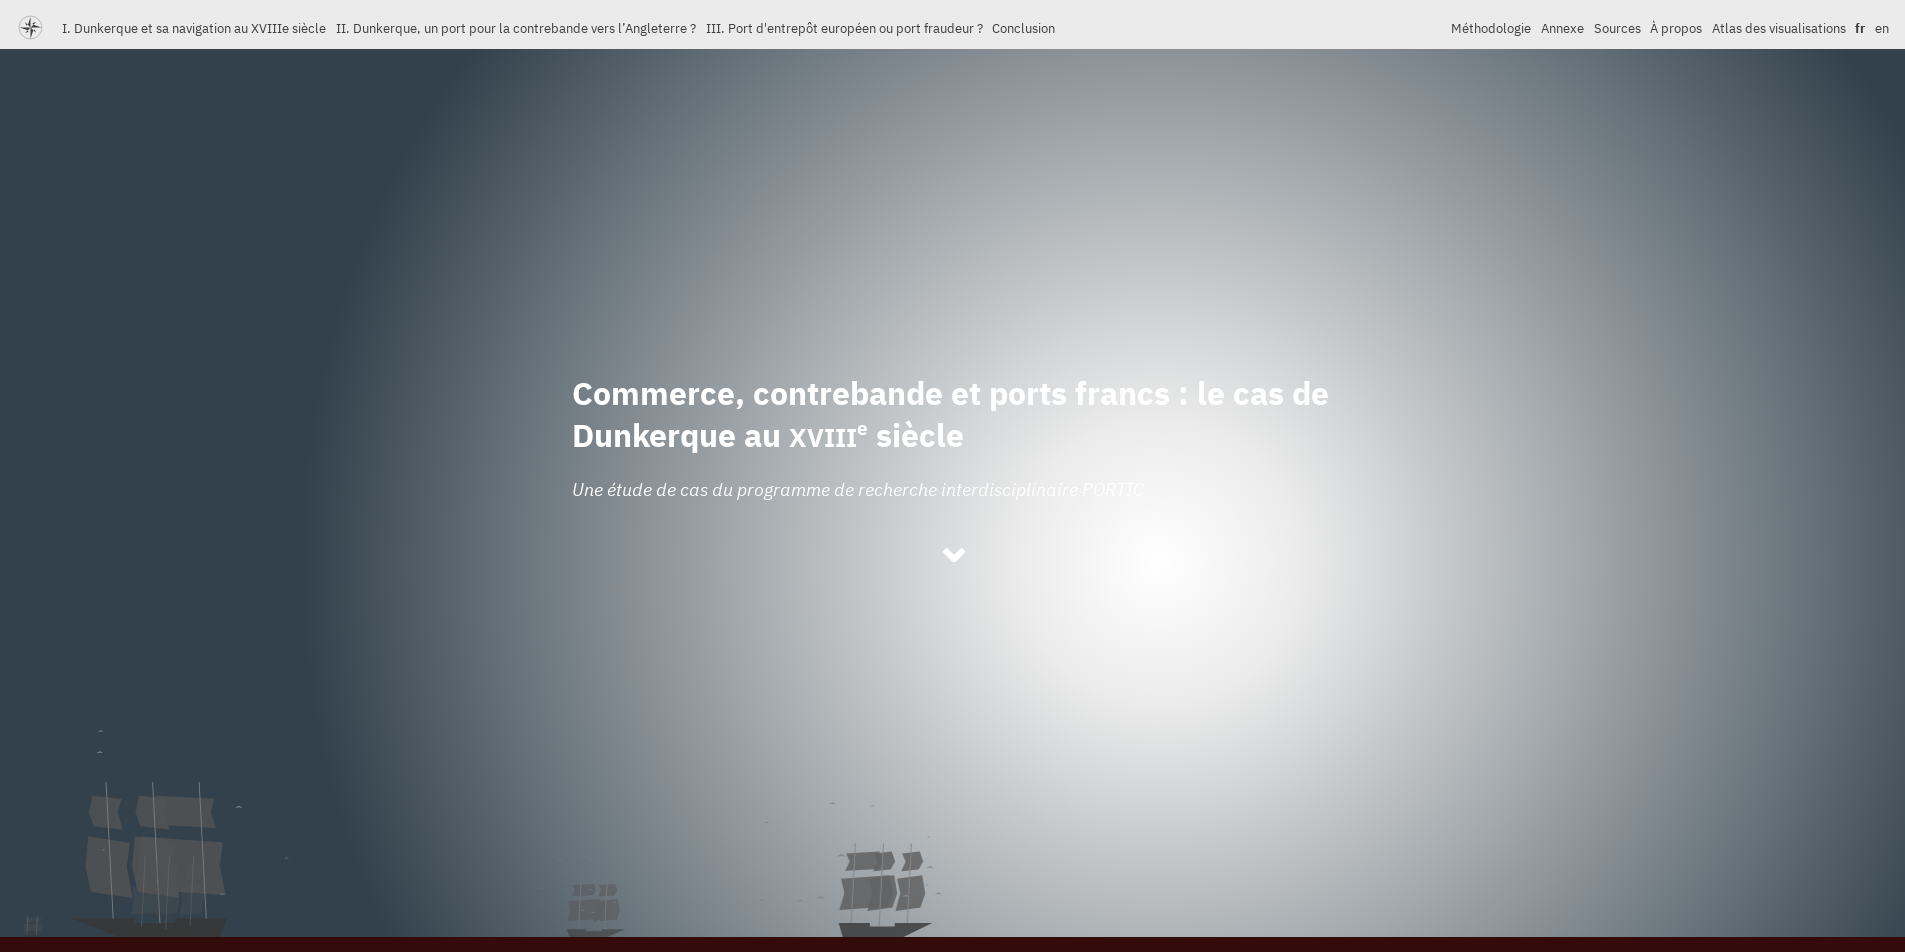 I. Dunkerque et sa navigation au XVIIIe siècle II. Dunkerque, un port pour la contrebande vers l’Angleterre ? III. Port d'entrepôt européen ou port fraudeur ? Conclusion Méthodologie Annexe Sources À propos Atlas des visualisations fr en
Commerce, contrebande et ports francs : le cas de
Dunkerque au XVIIIe siècle
Une étude de cas du programme de recherche interdisciplinaire PORTIC